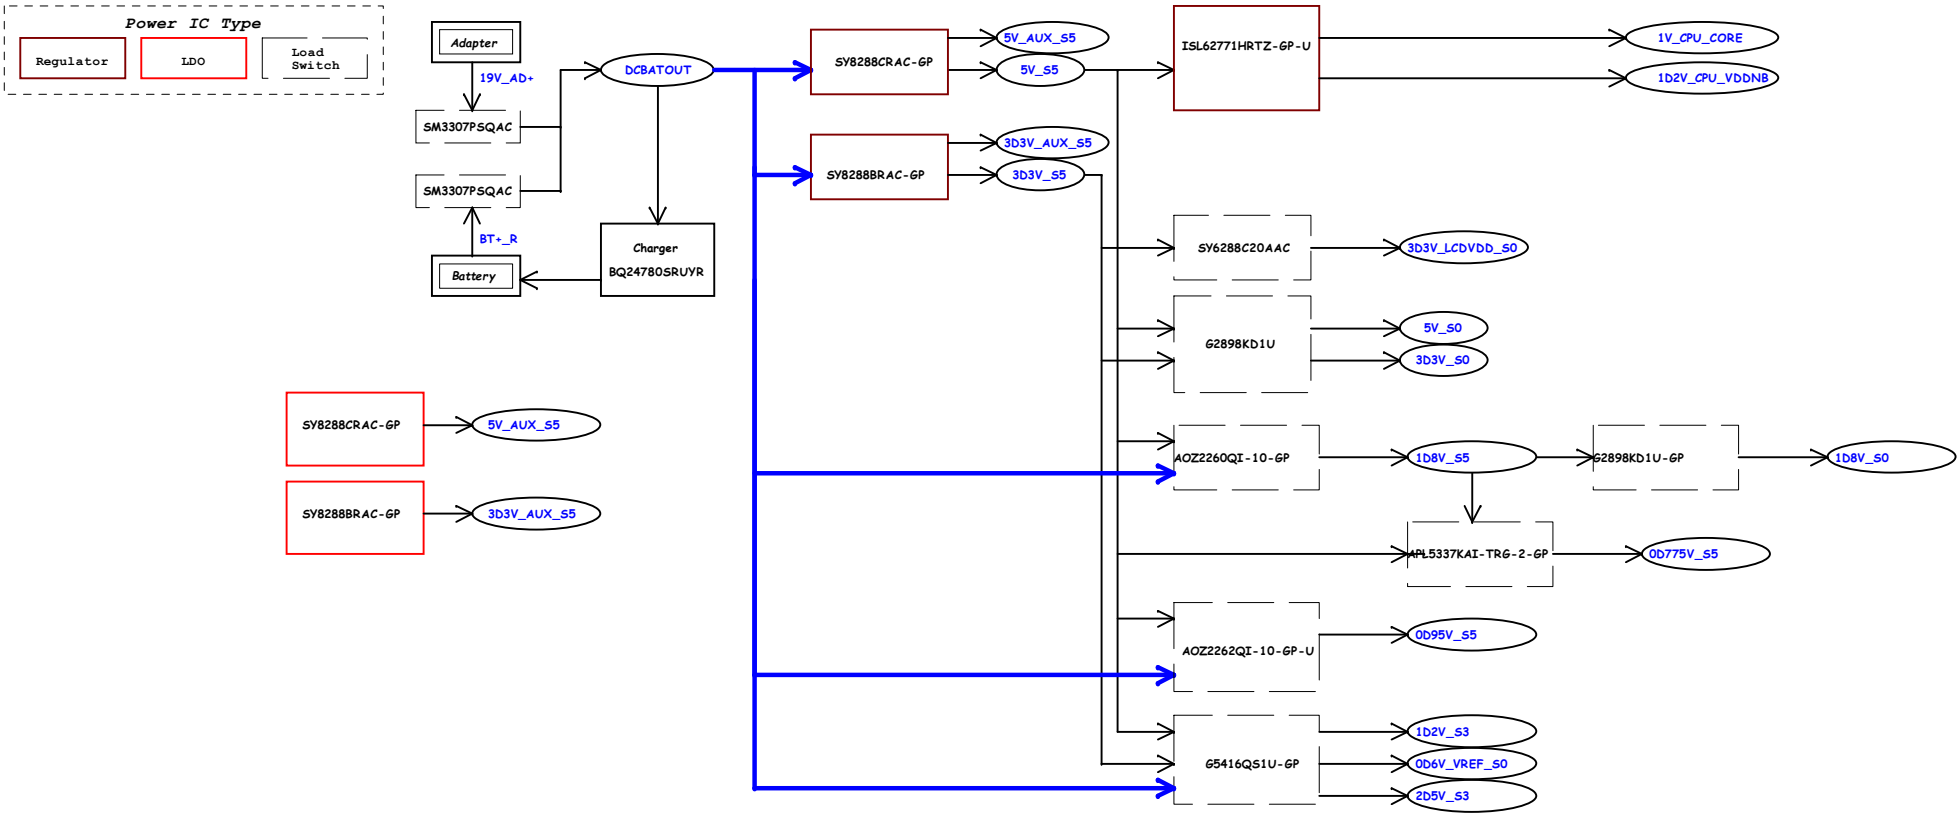 Power IC Type
Regulator
LDO
Load
Switch
Adapter
19V_AD+
SM3307PSQAC
SM3307PSQAC
BT+_R
Battery
DCBATOUT
Charger
BQ24780SRUYR
SY8288CRAC-GP
5V_AUX_S5
5V_S5
SY8288BRAC-GP
3D3V_AUX_S5
3D3V_S5
ISL62771HRTZ-GP-U
1V_CPU_CORE
1D2V_CPU_VDDNB
SY6288C20AAC
3D3V_LCDVDD_S0
G2898KD1U
5V_S0
3D3V_S0
SY8288CRAC-GP
5V_AUX_S5
SY8288BRAC-GP
3D3V_AUX_S5
AOZ2260QI-10-GP
1D8V_S5
G2898KD1U-GP
1D8V_S0
APL5337KAI-TRG-2-GP
0D775V_S5
AOZ2262QI-10-GP-U
0D95V_S5
G5416QS1U-GP
1D2V_S3
0D6V_VREF_S0
2D5V_S3